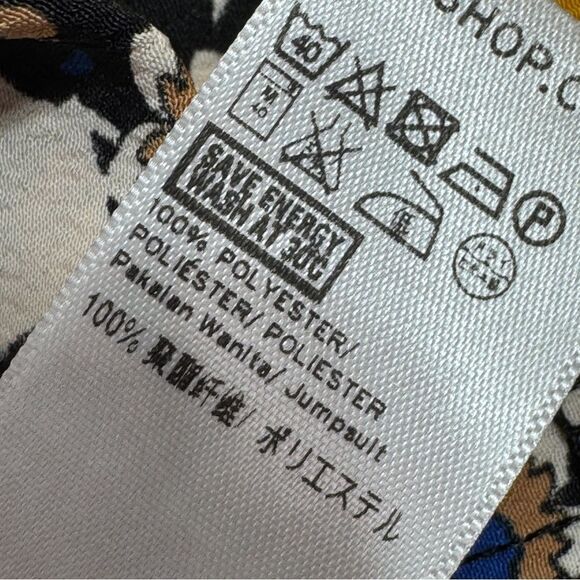 SHOP.C
40
M
40
P
SAVE ENERGY
WASH AT 30°C
100% POLYESTER/
POLIÉSTER/ POLIESTER
Pakaian Wanita/ Jumpsuit
100% 聚酯纤维/ ポリエステル